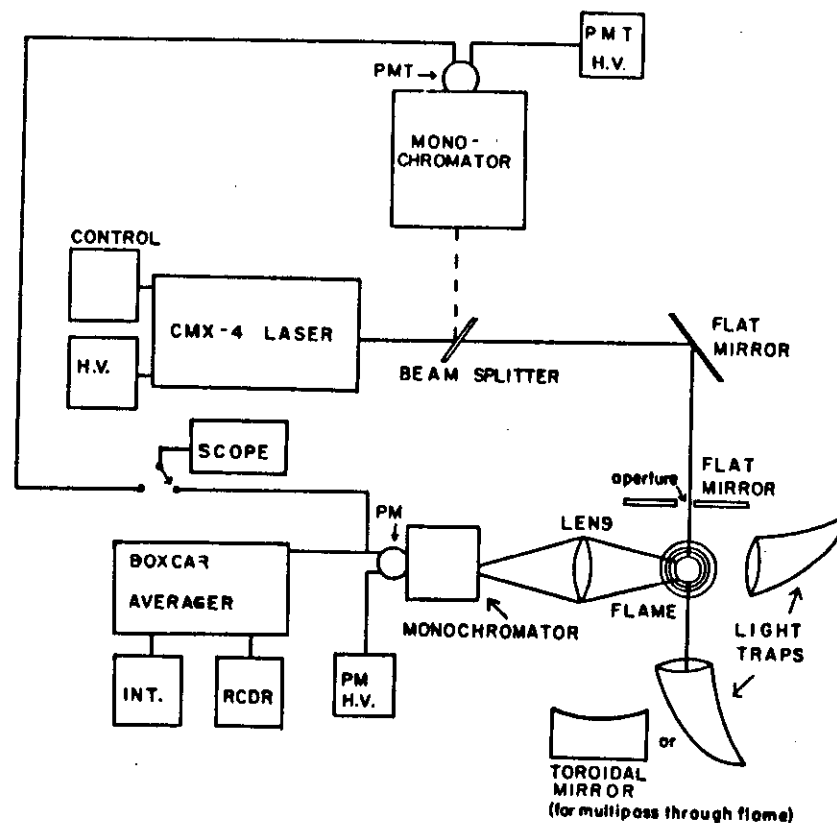 PMT
H.V.
PMT
MONO-
CHROMATOR
CONTROL
CMX-4 LASER
H.V.
BEAM SPLITTER
FLAT
MIRROR
SCOPE
aperture
FLAT
MIRROR
PM
LENS
BOXCAR
AVERAGER
MONOCHROMATOR
FLAME
LIGHT
TRAPS
INT.
RCDR
PM
H.V.
or
TOROIDAL
MIRROR
(for multipass through flame)